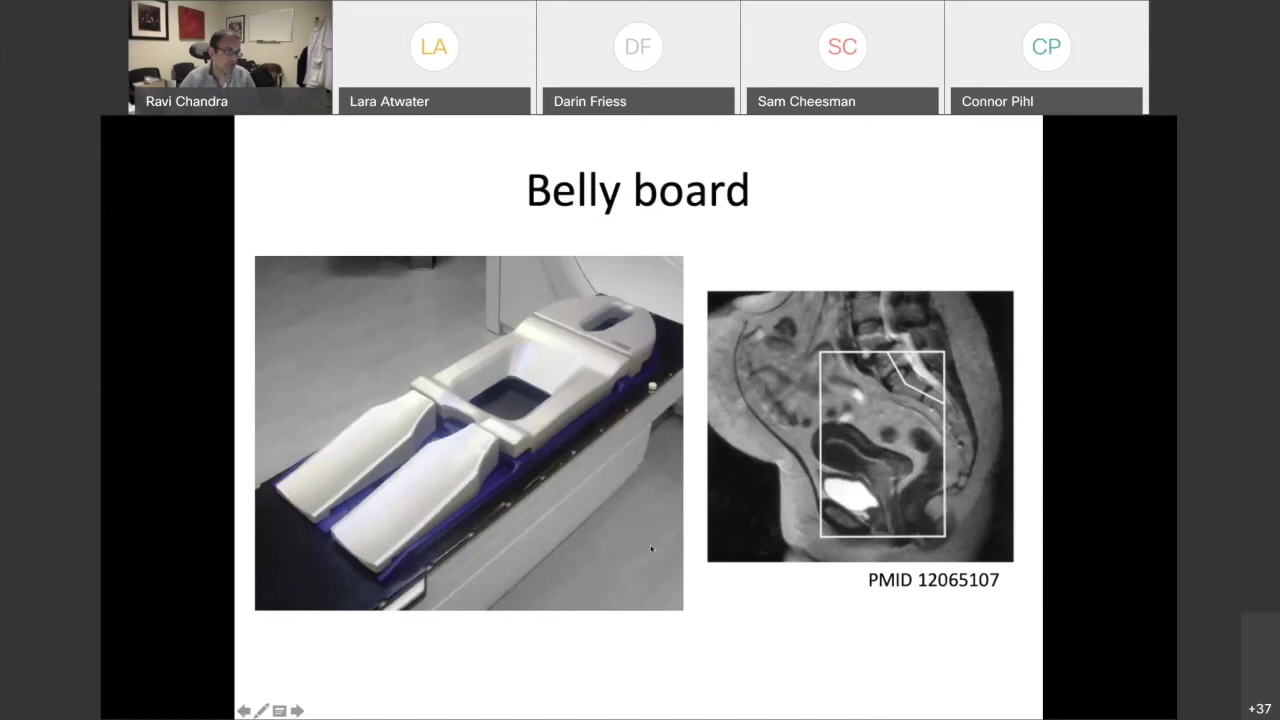 LA
DF
SC
CP
Ravi Chandra
Lara Atwater
Darin Friess
Sam Cheesman
Connor Pihl
Belly board
PMID 12065107
+37